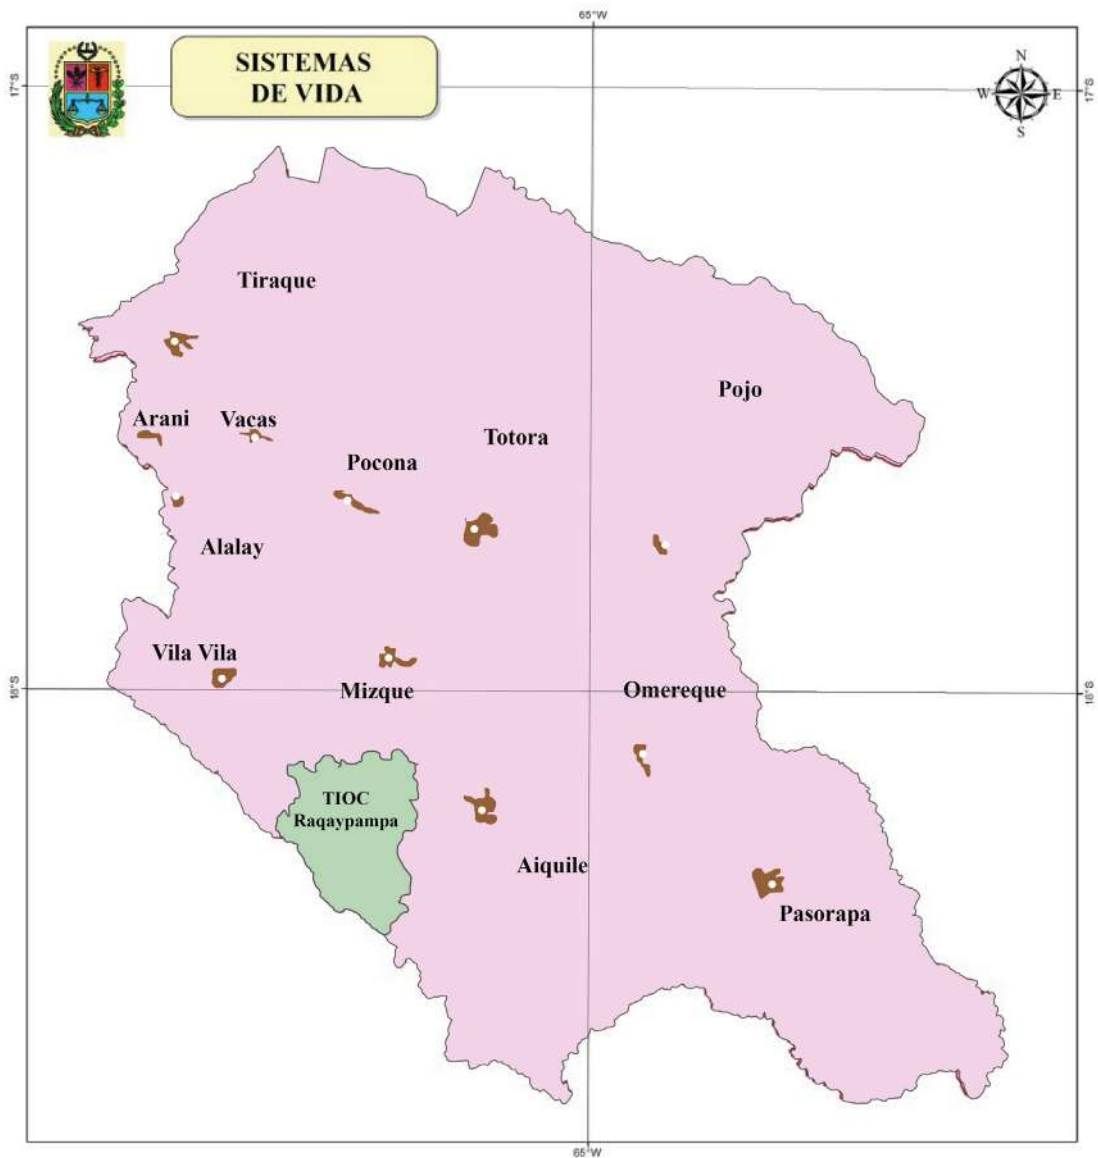 65°W
SISTEMAS
DE VIDA
N
W E
S
17°S
17°S
Tiraque
Pojo
Arani
Vacas
Totora
Pocona
Alalay
Vila Vila
Mizque
Omereque
18°S
18°S
TIOC
Raqaypampa
Aiquile
Pasorapa
65°W